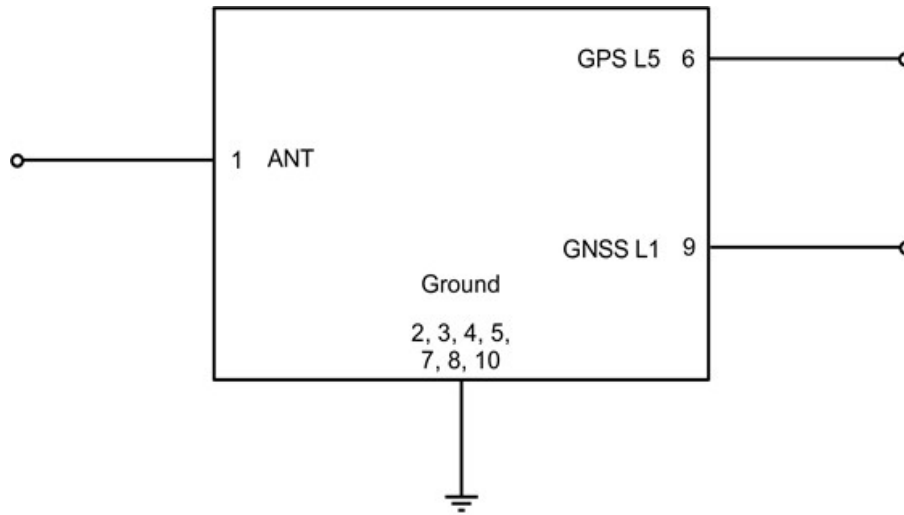 GPS L5 6
1 ANT
GNSS L1 9
Ground
2, 3, 4, 5,
7, 8, 10